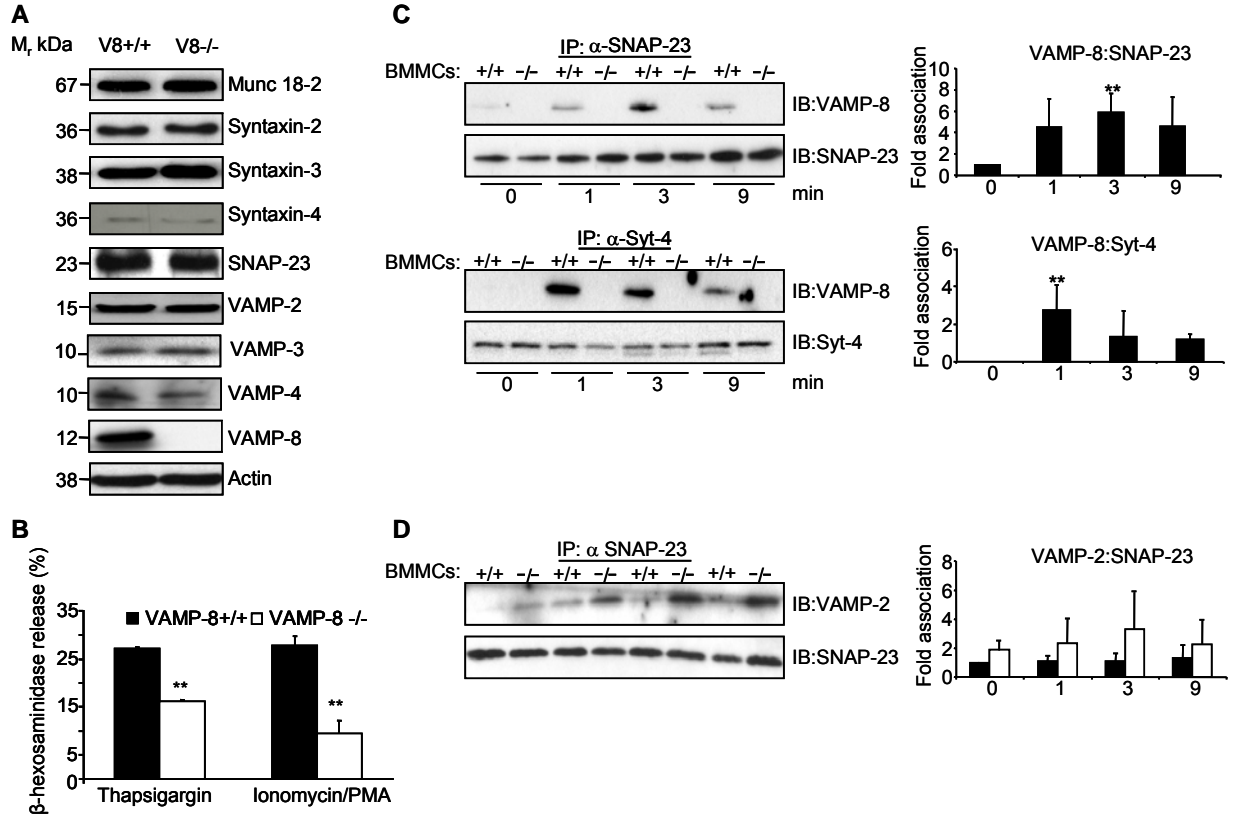 A
M_r kDa
V8+/+ V8-/-
67 Munc 18-2
36 Syntaxin-2
38 Syntaxin-3
36 Syntaxin-4
23 SNAP-23
15 VAMP-2
10 VAMP-3
10 VAMP-4
12 VAMP-8
38 Actin
B
β-hexosaminidase release (%)
35
25
15
5
0
VAMP-8+/+ VAMP-8 -/-
**
**
Thapsigargin Ionomycin/PMA
C
IP: α-SNAP-23
BMMCs: +/+ -/- +/+ -/- +/+ -/- +/+ -/-
IB:VAMP-8
IB:SNAP-23
0 1 3 9 min
VAMP-8:SNAP-23
Fold association
10
8
6
4
2
0
**
0 1 3 9
IP: α-Syt-4
BMMCs: +/+ -/- +/+ -/- +/+ -/- +/+ -/-
IB:VAMP-8
IB:Syt-4
0 1 3 9 min
VAMP-8:Syt-4
Fold association
6
4
2
0
**
0 1 3 9
D
IP: α SNAP-23
BMMCs: +/+ -/- +/+ -/- +/+ -/- +/+ -/-
IB:VAMP-2
IB:SNAP-23
VAMP-2:SNAP-23
Fold association
8
6
4
2
0
0 1 3 9